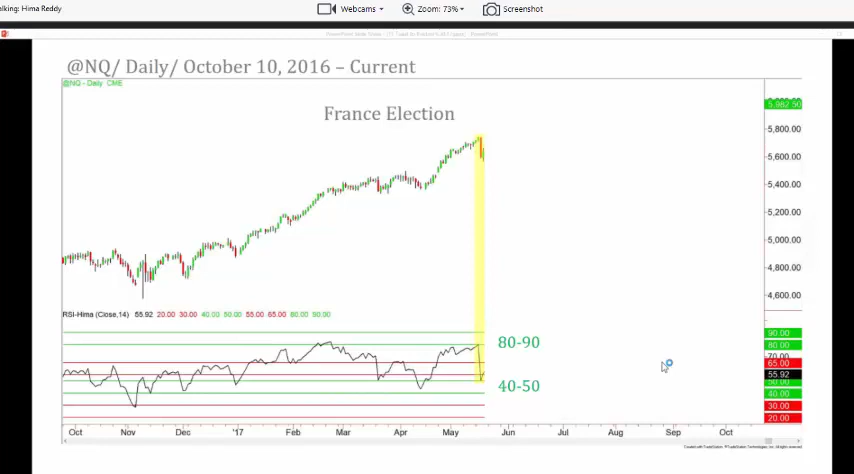 alking: Hima Reddy
Webcams
Zoom: 73%
Screenshot
@NQ/ Daily/ October 10, 2016 – Current
@NQ - Daily CME
France Election
5,982.50
5,800.00
5,600.00
5,400.00
5,200.00
5,000.00
4,800.00
4,600.00
RSI-Hima (Close,14) 55.92 20.00 30.00 40.00 50.00 55.00 65.00 80.00 90.00
80-90
40-50
90.00
80.00
70.00
65.00
55.92
50.00
40.00
30.00
20.00
Oct Nov Dec '17 Feb Mar Apr May Jun Jul Aug Sep Oct